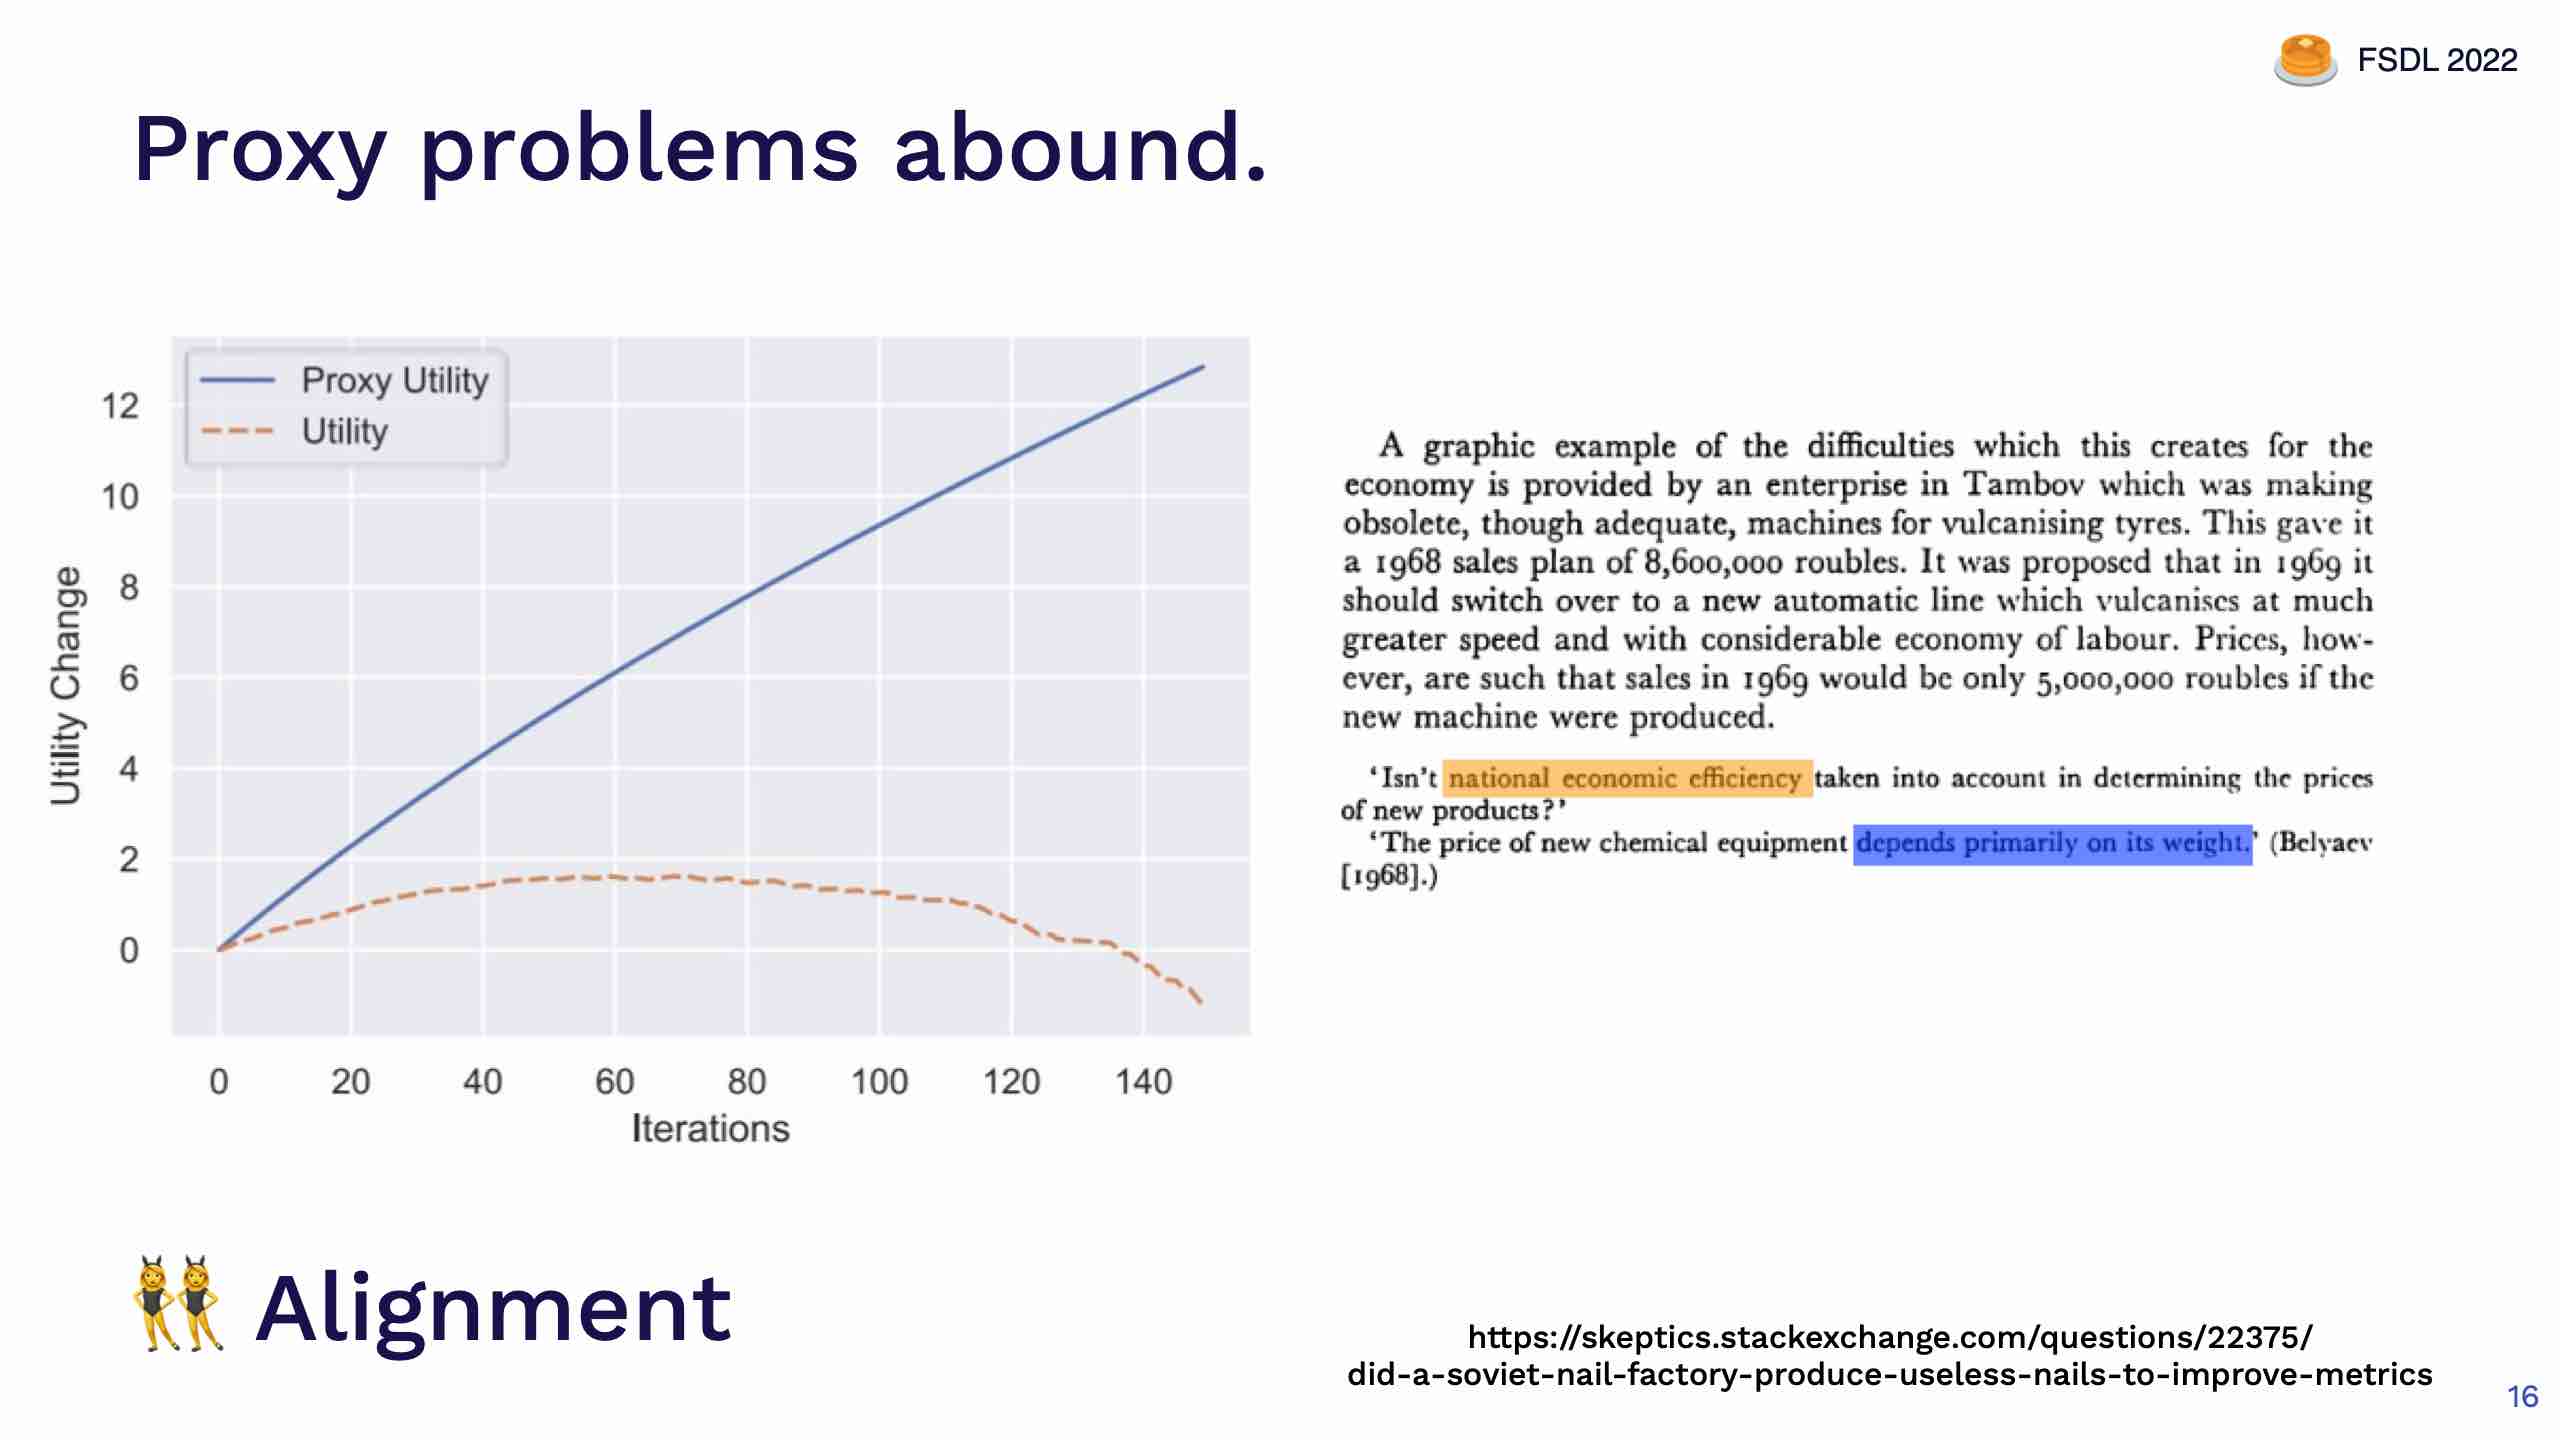 FSDL 2022
Proxy problems abound.
Proxy Utility
Utility
12
10
8
6
4
2
0
Utility Change
0 20 40 60 80 100 120 140
Iterations
A graphic example of the difficulties which this creates for the
economy is provided by an enterprise in Tambov which was making
obsolete, though adequate, machines for vulcanising tyres. This gave it
a 1968 sales plan of 8,600,000 roubles. It was proposed that in 1969 it
should switch over to a new automatic line which vulcanises at much
greater speed and with considerable economy of labour. Prices, how-
ever, are such that sales in 1969 would be only 5,000,000 roubles if the
new machine were produced.
‘Isn’t national economic efficiency taken into account in determining the prices
of new products?’
‘The price of new chemical equipment depends primarily on its weight.’ (Belyaev
[1968].)
Alignment
https://skeptics.stackexchange.com/questions/22375/
did-a-soviet-nail-factory-produce-useless-nails-to-improve-metrics
16